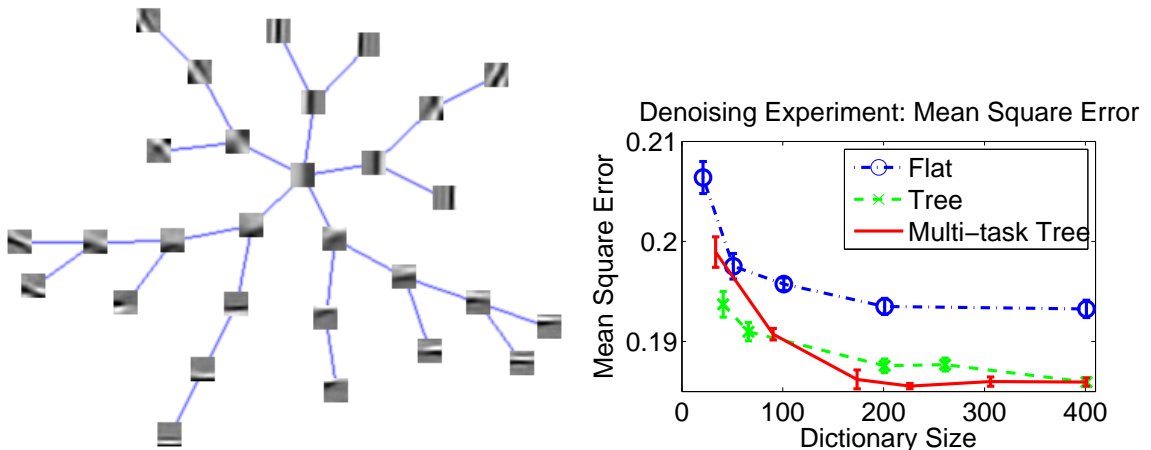 Denoising Experiment: Mean Square Error
0.21
0.2
0.19
Mean Square Error
Flat
Tree
Multi-task Tree
0 100 200 300 400
Dictionary Size